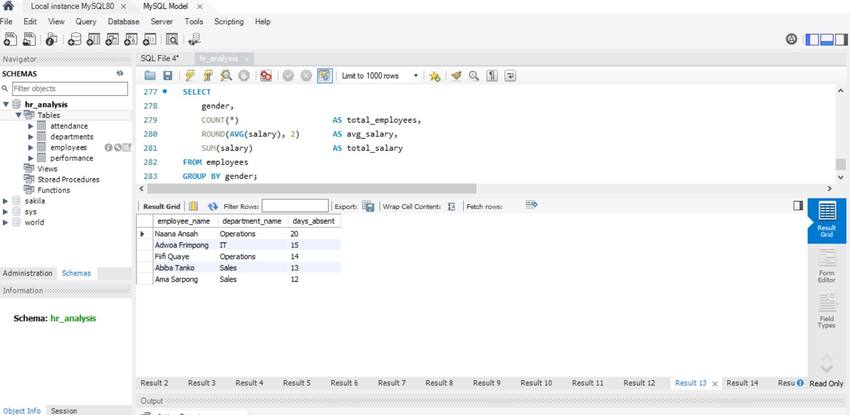 Local instance MySQL80
MySQL Model
File Edit View Query Database Server Tools Scripting Help
Navigator
SCHEMAS
Filter objects
hr_analysis
Tables
attendance
departments
employees
performance
Views
Stored Procedures
Functions
sakila
sys
world
Administration Schemas
Information
Schema: hr_analysis
Object Info Session
SQL File 4* hr_analysis
Limit to 1000 rows
277 SELECT
278 gender,
279 COUNT(*) AS total_employees,
280 ROUND(AVG(salary), 2) AS avg_salary,
281 SUM(salary) AS total_salary
282 FROM employees
283 GROUP BY gender;
Result Grid Filter Rows: Export: Wrap Cell Content: Fetch rows:
employee_name department_name days_absent
Naana Ansah Operations 20
Adwoa Frimpong IT 15
Fiifi Quaye Operations 14
Abiba Tanko Sales 13
Ama Sarpong Sales 12
Result Grid
Form Editor
Field Types
Result 2 Result 3 Result 4 Result 5 Result 6 Result 7 Result 8 Result 9 Result 10 Result 11 Result 12 Result 13 Result 14 Resu Read Only
Output